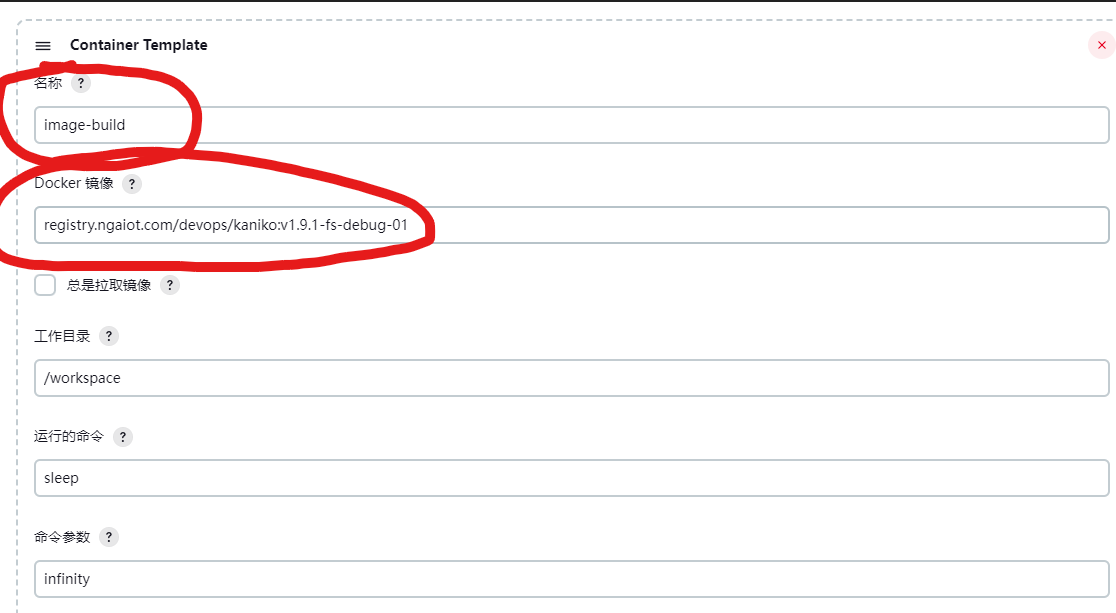 Container Template
名称 ?
image-build
Docker 镜像 ?
registry.ngaiot.com/devops/kaniko:v1.9.1-fs-debug-01
总是拉取镜像 ?
工作目录 ?
/workspace
运行的命令 ?
sleep
命令参数 ?
infinity